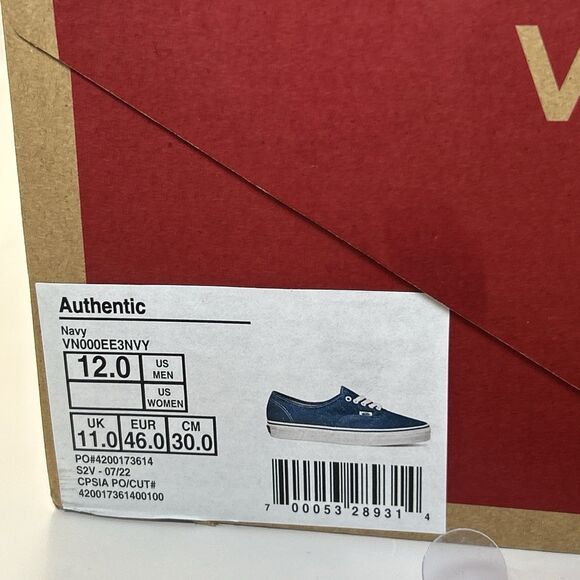 V
Authentic
Navy
VN000EE3NVY
12.0 US MEN
US WOMEN
UK EUR CM
11.0 46.0 30.0
PO#4200173614
S2V - 07/22
CPSIA PO/CUT#
420017361400100
7 00053 28931 4